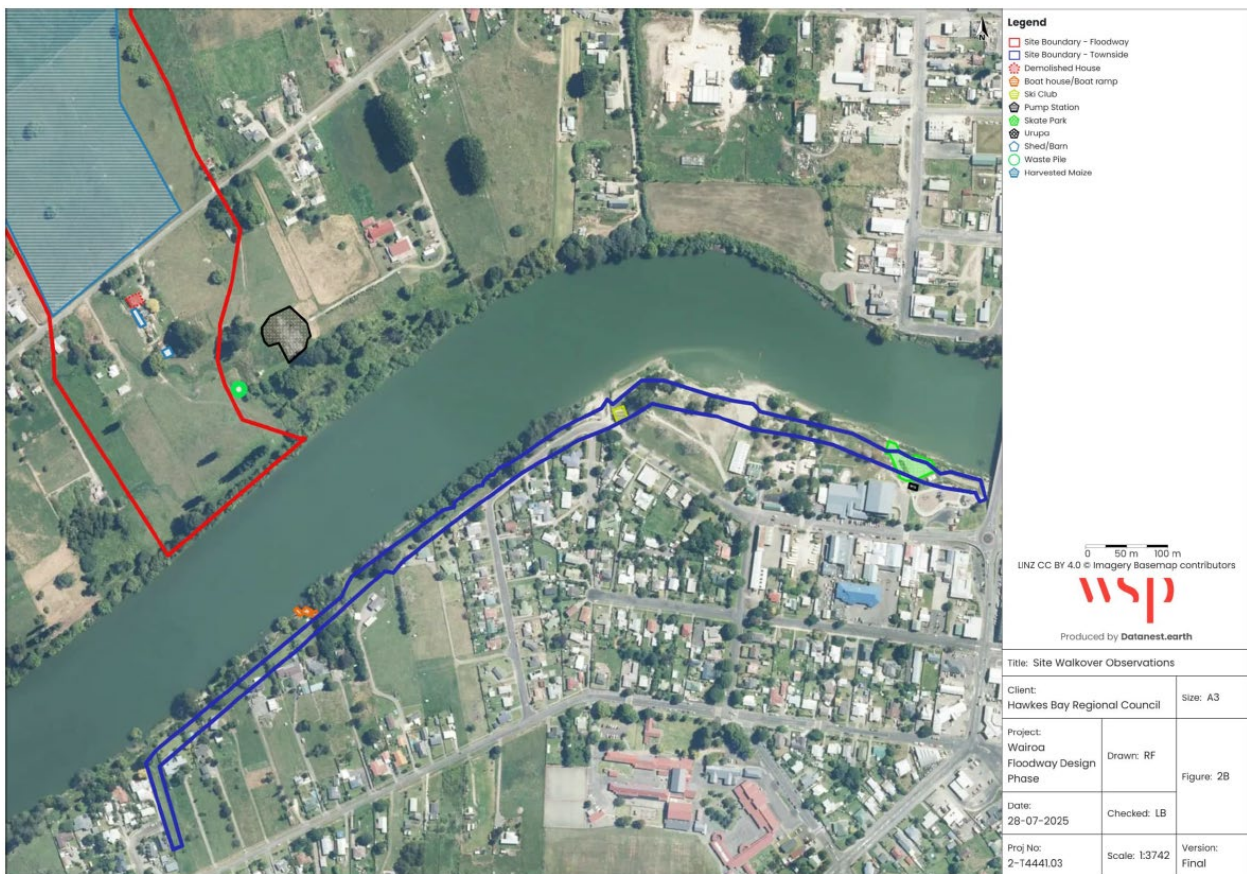 N
Legend
Site Boundary - Floodway
Site Boundary - Townside
Demolished House
Boat house/Boat ramp
Ski Club
Pump Station
Skate Park
Urupa
Shed/Barn
Waste Pile
Harvested Maize
0 50 m 100 m
LINZ CC BY 4.0 © Imagery Basemap contributors
wsp
Produced by Datanest.earth
Title: Site Walkover Observations
Client:
Hawkes Bay Regional Council
Size: A3
Project:
Wairoa
Floodway Design
Phase
Drawn: RF
Figure: 2B
Date:
28-07-2025
Checked: LB
Proj No:
2-T4441.03
Scale: 1:3742
Version:
Final